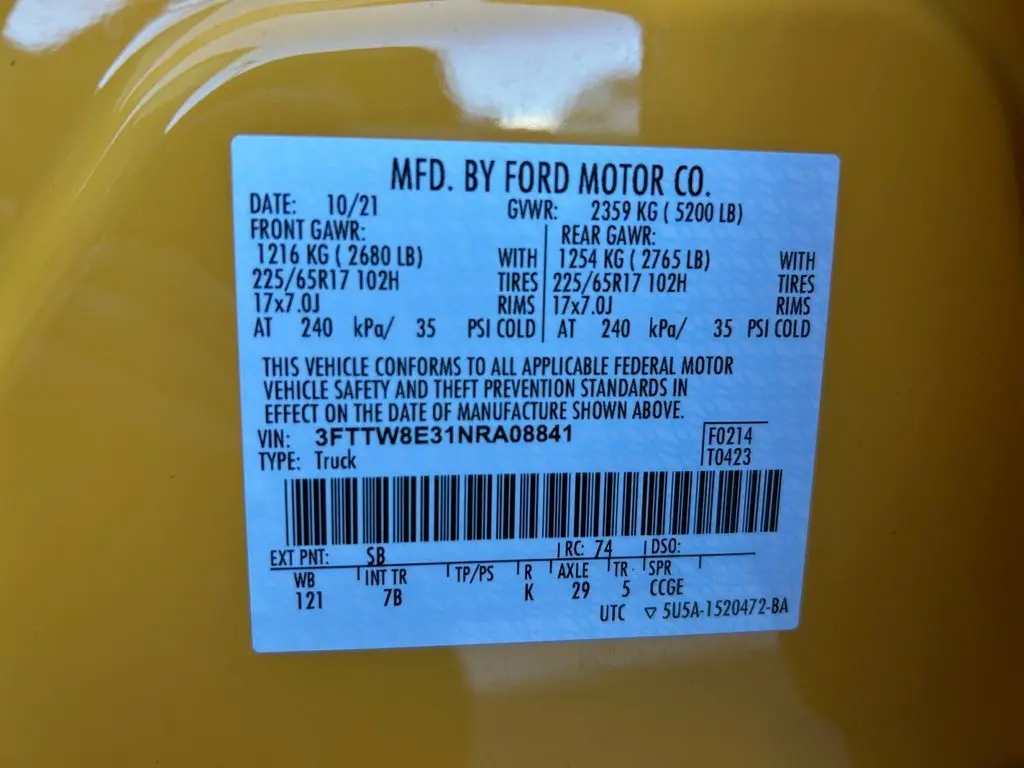 MFD. BY FORD MOTOR CO.
DATE: 10/21 GVWR: 2359 KG ( 5200 LB)
FRONT GAWR: REAR GAWR:
1216 KG ( 2680 LB) WITH 1254 KG ( 2765 LB) WITH
225/65R17 102H TIRES 225/65R17 102H TIRES
17x7.0J RIMS 17x7.0J RIMS
AT 240 kPa/ 35 PSI COLD AT 240 kPa/ 35 PSI COLD
THIS VEHICLE CONFORMS TO ALL APPLICABLE FEDERAL MOTOR
VEHICLE SAFETY AND THEFT PREVENTION STANDARDS IN
EFFECT ON THE DATE OF MANUFACTURE SHOWN ABOVE.
VIN: 3FTTW8E31NRA08841 F0214
TYPE: Truck T0423
EXT PNT: SB RC: 74 DSO:
WB INT TR TP/PS R AXLE TR SPR
121 7B K 29 5 CCGE
UTC ▽ 5U5A-1520472-BA